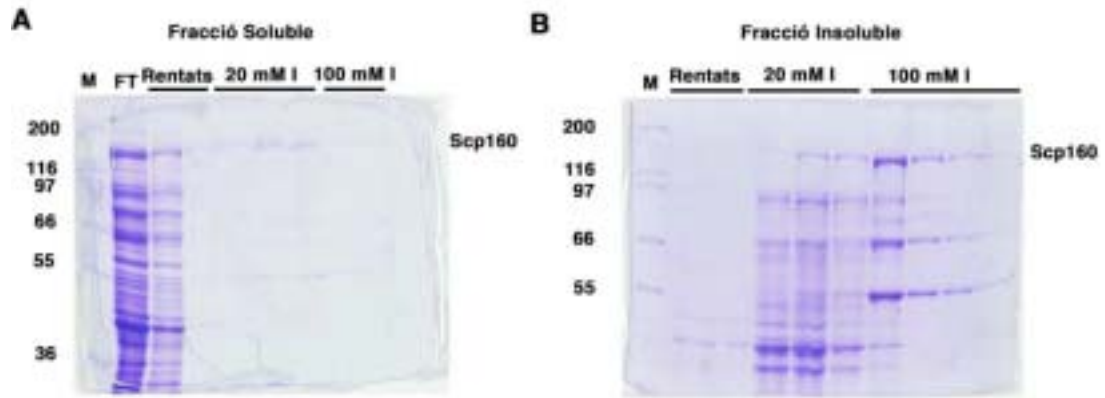 A
Fracció Soluble
M FT Rentats 20 mM I 100 mM I
200
116
97
66
55
36
Scp160
B
Fracció Insoluble
M Rentats 20 mM I 100 mM I
200
116
97
66
55
Scp160